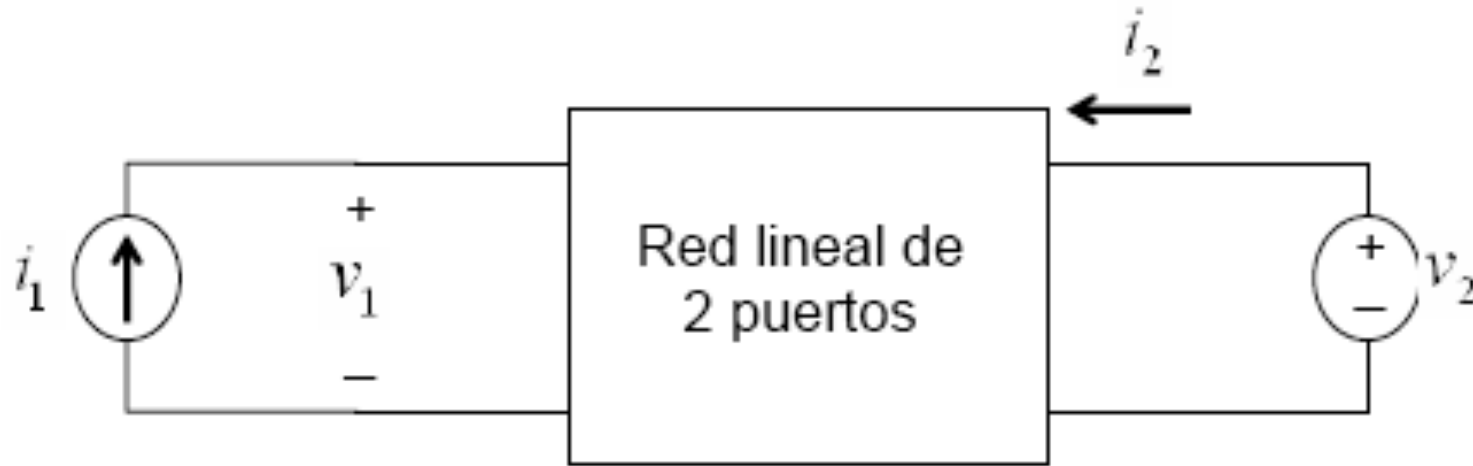 i₂
+
i₁
v₁
−
Red lineal de
2 puertos
+
−
v₂